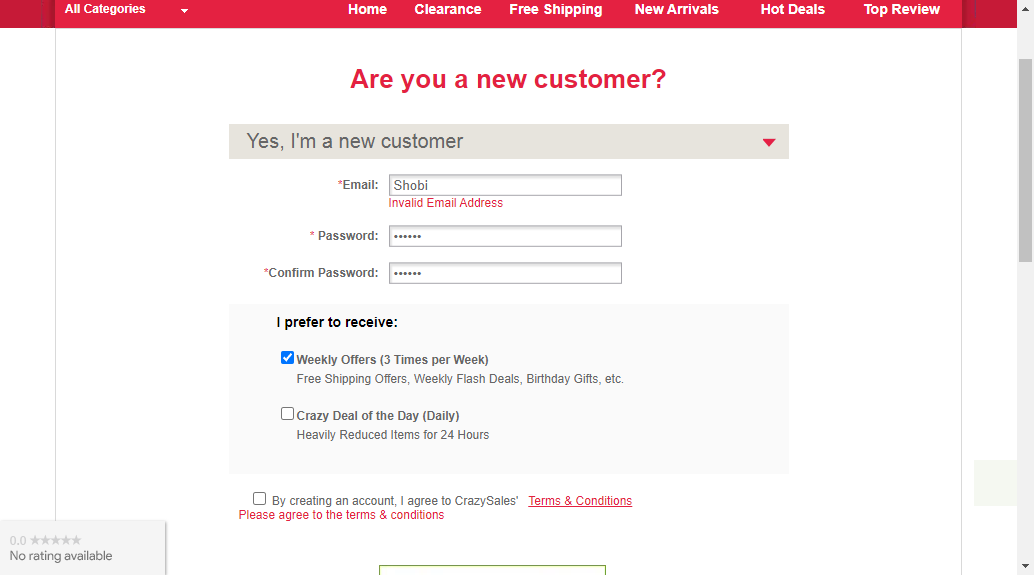 All Categories Home Clearance Free Shipping New Arrivals Hot Deals Top Review
Are you a new customer?
Yes, I'm a new customer
*Email: Shobi
Invalid Email Address
* Password: ••••••
*Confirm Password: ••••••
I prefer to receive:
Weekly Offers (3 Times per Week)
Free Shipping Offers, Weekly Flash Deals, Birthday Gifts, etc.
Crazy Deal of the Day (Daily)
Heavily Reduced Items for 24 Hours
By creating an account, I agree to CrazySales' Terms & Conditions
Please agree to the terms & conditions
0.0 ★★★★★
No rating available